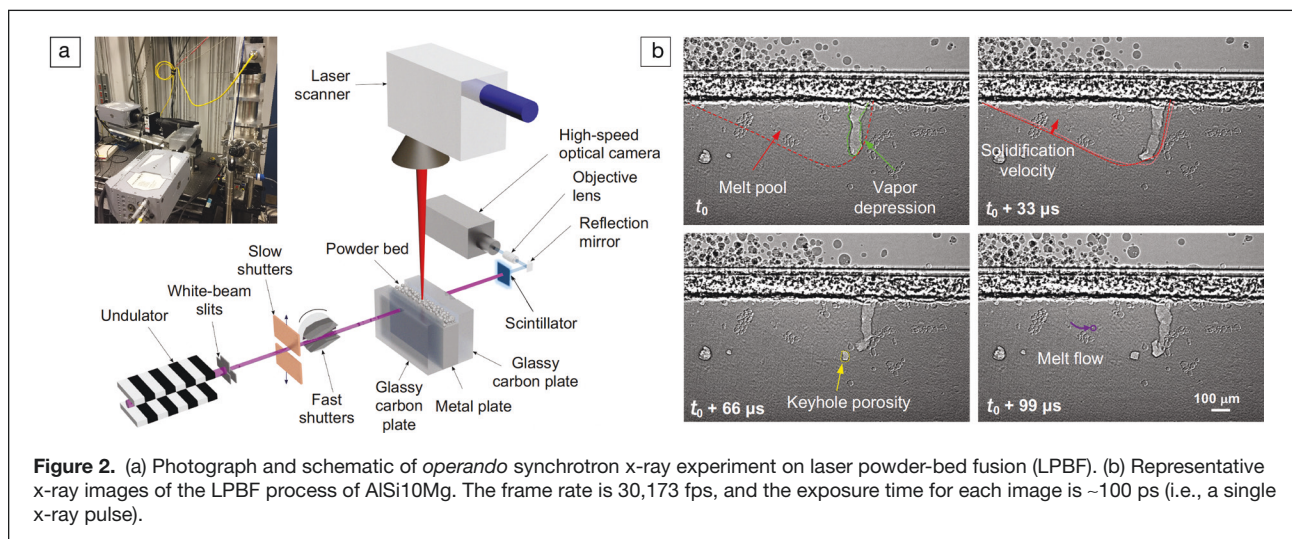 a
Laser
scanner
High-speed
optical camera
Objective
lens
Reflection
mirror
Powder bed
Slow
shutters
White-beam
slits
Undulator
Scintillator
Fast
shutters
Glassy
carbon
plate
Metal plate
Glassy
carbon plate
b
Melt pool
Vapor
depression
t0
Solidification
velocity
t0 + 33 µs
Keyhole porosity
t0 + 66 µs
Melt flow
t0 + 99 µs
100 µm
Figure 2. (a) Photograph and schematic of operando synchrotron x-ray experiment on laser powder-bed fusion (LPBF). (b) Representative
x-ray images of the LPBF process of AlSi10Mg. The frame rate is 30,173 fps, and the exposure time for each image is ~100 ps (i.e., a single
x-ray pulse).